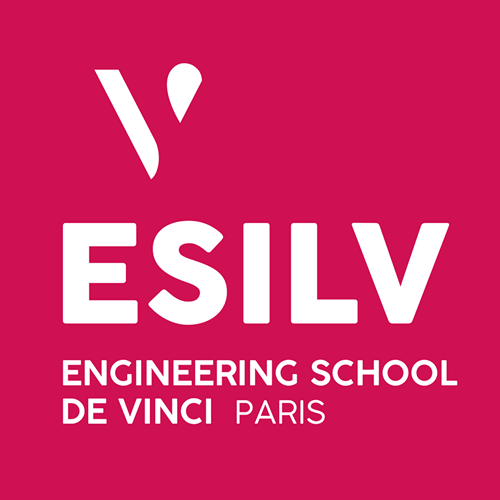 ESILV
ENGINEERING SCHOOL
DE VINCI PARIS